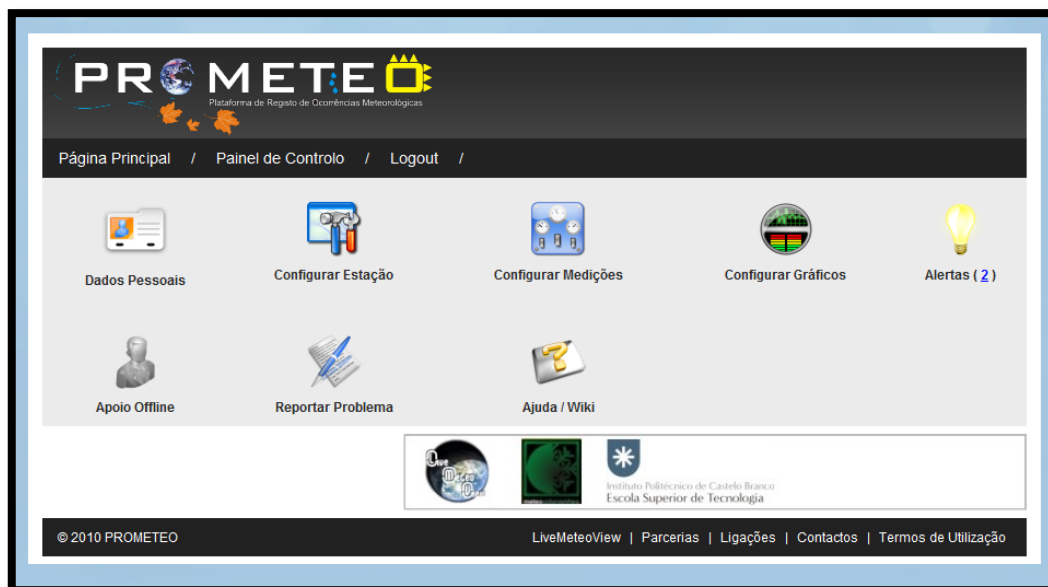 PROMETEO
Plataforma de Registo de Ocorrências Meteorológicas
Página Principal / Painel de Controlo / Logout /
Dados Pessoais
Configurar Estação
Configurar Medições
Configurar Gráficos
Alertas ( 2 )
Apoio Offline
Reportar Problema
Ajuda / Wiki
Instituto Politécnico de Castelo Branco
Escola Superior de Tecnologia
© 2010 PROMETEO
LiveMeteoView | Parcerias | Ligações | Contactos | Termos de Utilização